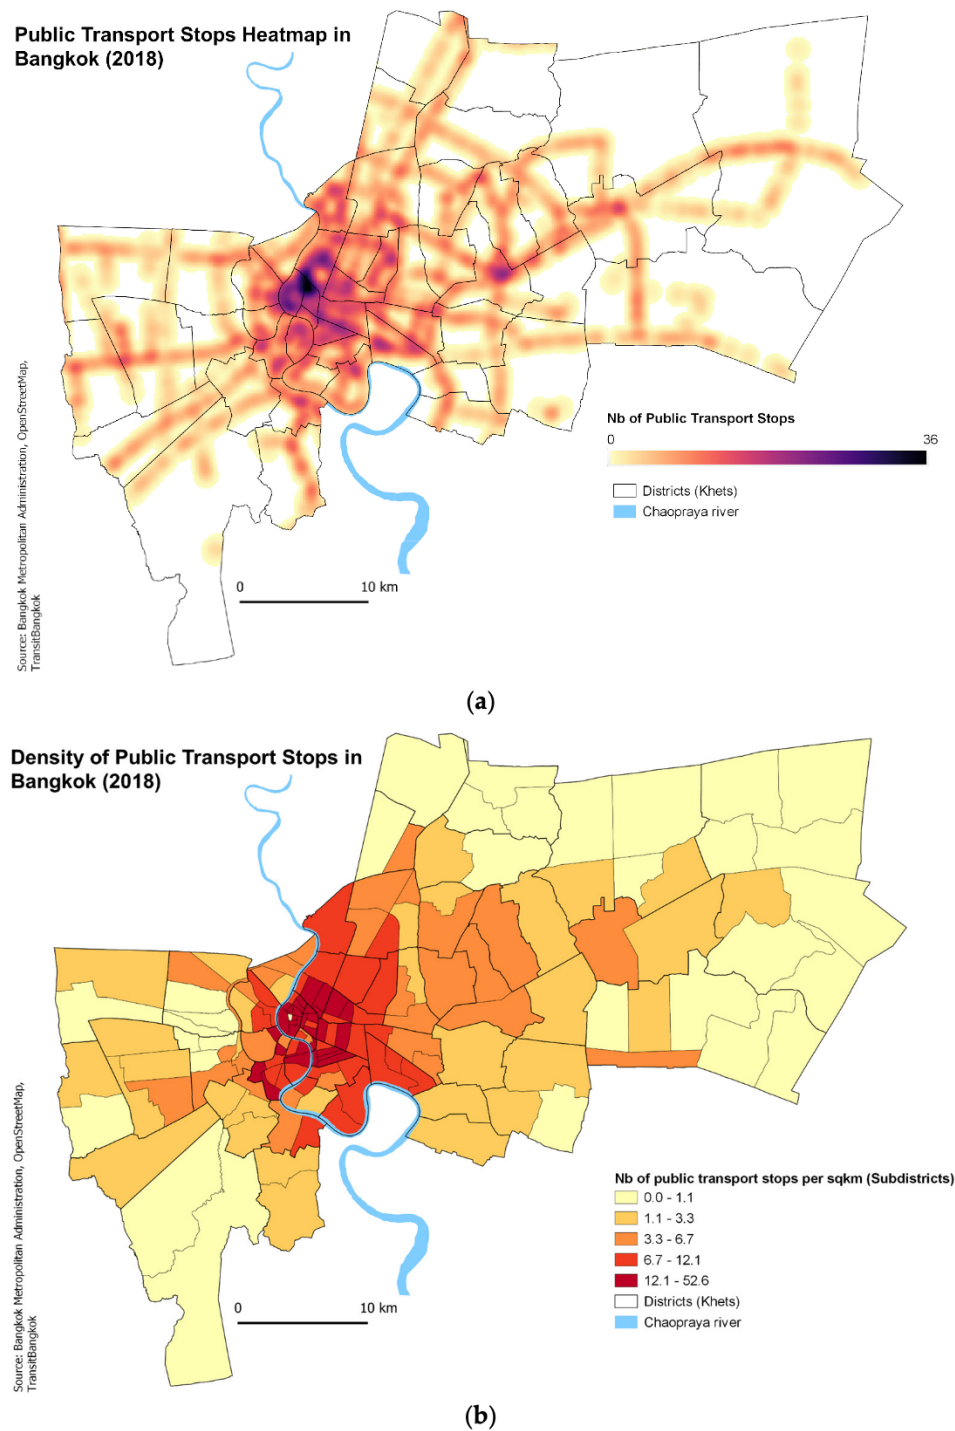 Public Transport Stops Heatmap in
Bangkok (2018)
Source: Bangkok Metropolitan Administration, OpenStreetMap,
TransitBangkok
Nb of Public Transport Stops
0 36
Districts (Khets)
Chaopraya river
0 10 km
(a)
Density of Public Transport Stops in
Bangkok (2018)
Source: Bangkok Metropolitan Administration, OpenStreetMap,
TransitBangkok
Nb of public transport stops per sqkm (Subdistricts)
0.0 - 1.1
1.1 - 3.3
3.3 - 6.7
6.7 - 12.1
12.1 - 52.6
Districts (Khets)
Chaopraya river
0 10 km
(b)